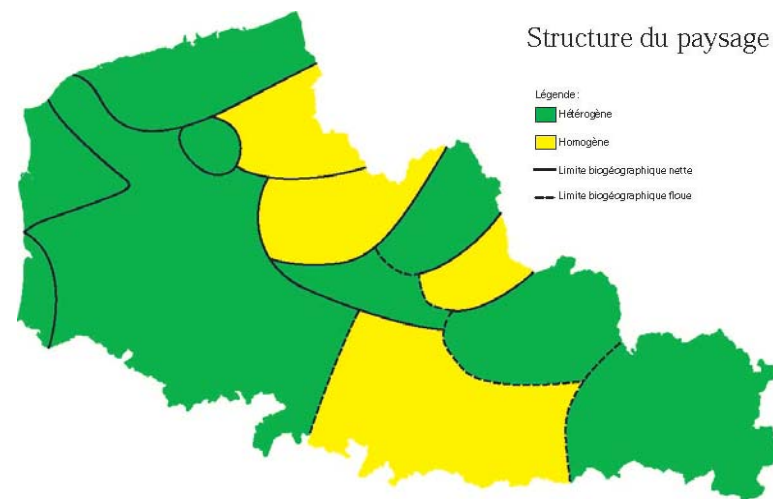 Structure du paysage
Légende :
Hétérogène
Homogène
Limite biogéographique nette
Limite biogéographique floue